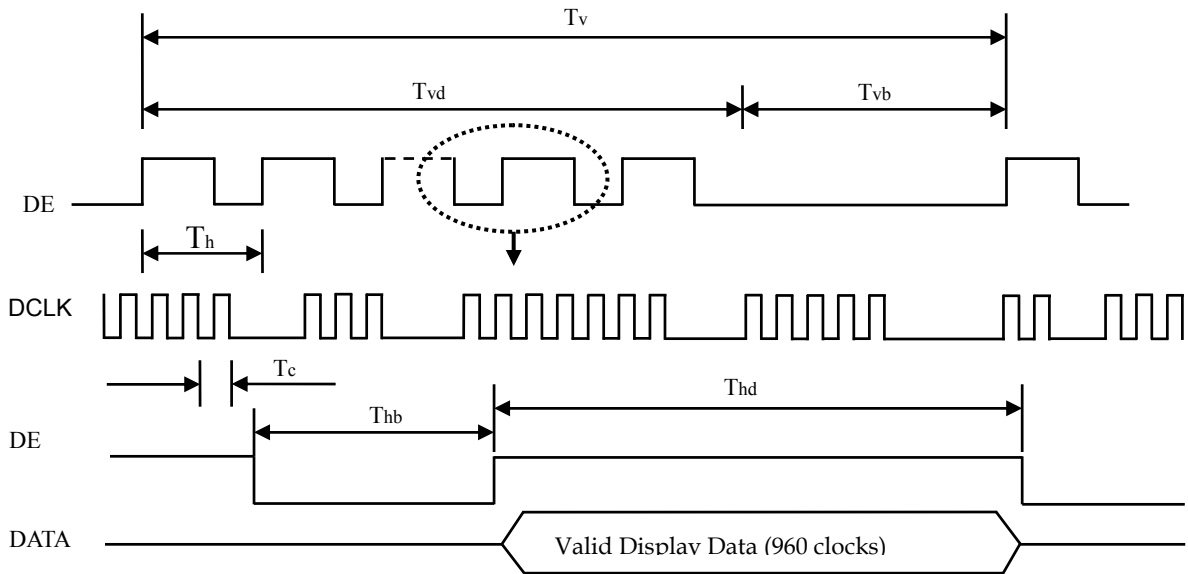 Tv
Tvd
Tvb
DE
Th
DCLK
Tc
Thd
Thb
DE
DATA
Valid Display Data (960 clocks)